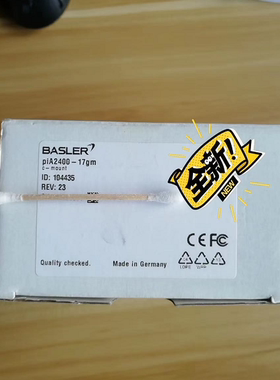 BASLER
piA2400-17gm
c-mount
ID: 104435
REV: 23
全新!
NEW
CE FC
Quality checked.
Made in Germany